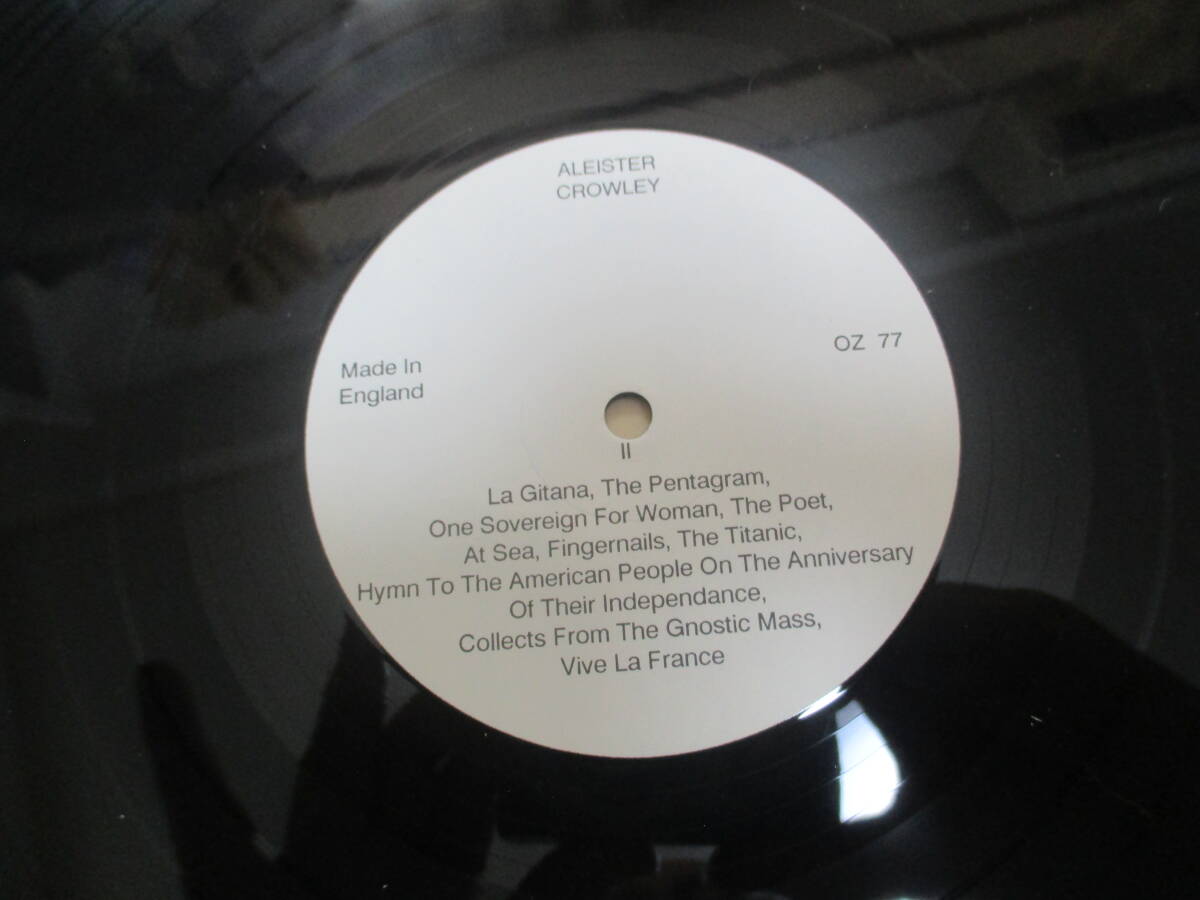 ALEISTER
CROWLEY
OZ 77
Made In
England
II
La Gitana, The Pentagram,
One Sovereign For Woman, The Poet,
At Sea, Fingernails, The Titanic,
Hymn To The American People On The Anniversary
Of Their Independance,
Collects From The Gnostic Mass,
Vive La France